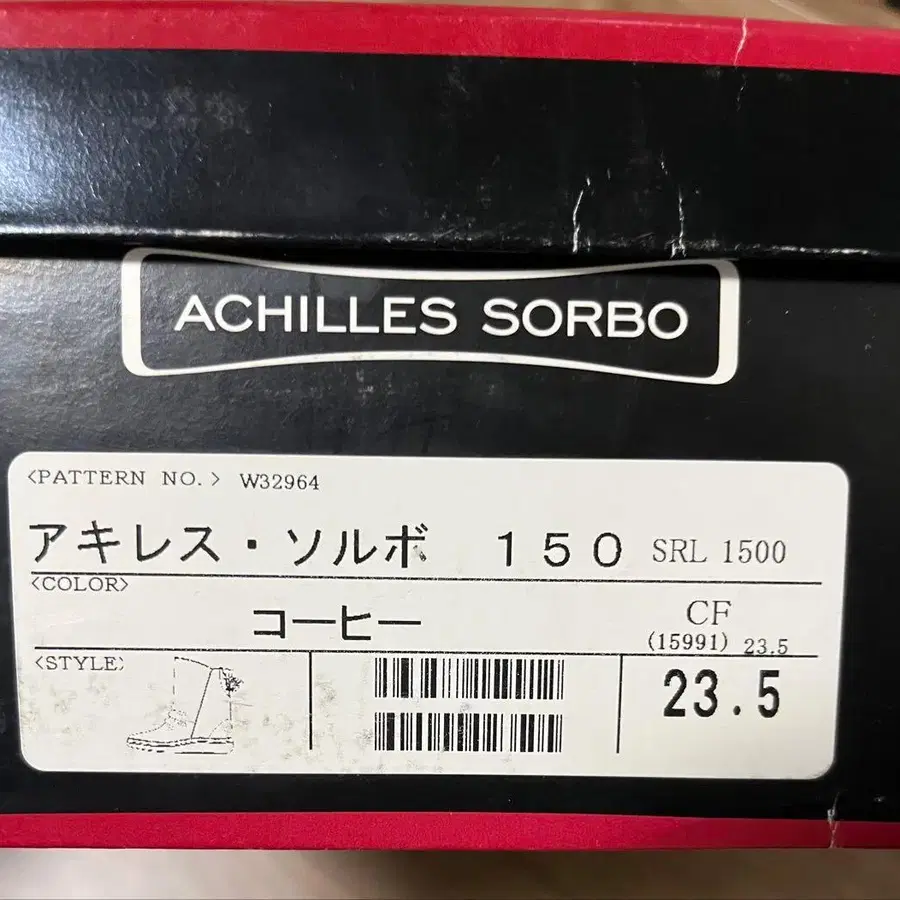 ACHILLES SORBO
<PATTERN NO.> W32964
アキレス・ソルボ 150 SRL 1500
<COLOR>
コーヒー CF
(15991) 23.5
<STYLE>
23.5